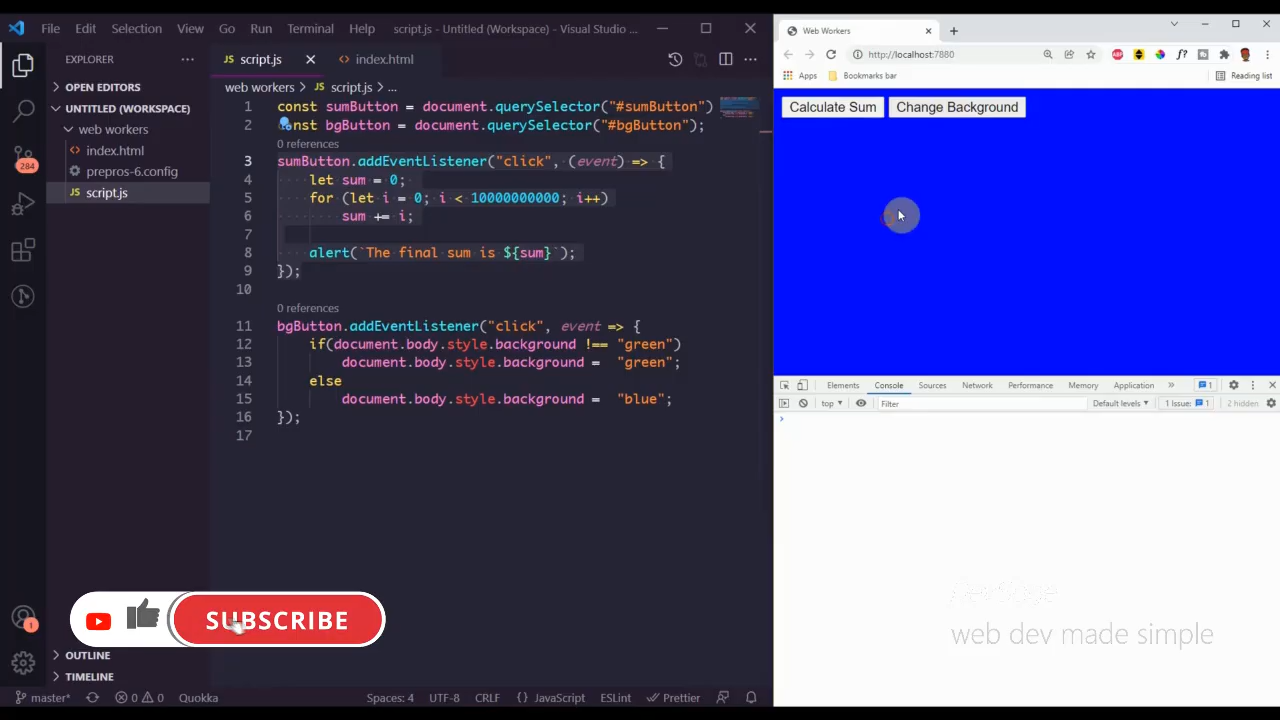 File Edit Selection View Go Run Terminal Help script.js - Untitled (Workspace) - Visual Studio ...
EXPLORER
OPEN EDITORS
UNTITLED (WORKSPACE)
web workers
index.html
prepros-6.config
script.js
284
1
OUTLINE
TIMELINE
JS script.js
index.html
web workers > JS script.js > ...
1 const sumButton = document.querySelector("#sumButton")
2 const bgButton = document.querySelector("#bgButton");
0 references
3 sumButton.addEventListener("click", (event) => {
4 let sum = 0;
5 for (let i = 0; i < 10000000000; i++)
6 sum += i;
7
8 alert(`The final sum is ${sum}`);
9 });
10
0 references
11 bgButton.addEventListener("click", event => {
12 if(document.body.style.background !== "green")
13 document.body.style.background = "green";
14 else
15 document.body.style.background = "blue";
16 });
17
SUBSCRIBE
master* 0 0 Quokka Spaces: 4 UTF-8 CRLF {} JavaScript ESLint Prettier
Web Workers
http://localhost:7880
ABP
f?
Apps Bookmarks bar Reading list
Calculate Sum Change Background
Elements Console Sources Network Performance Memory Application » 1
top Filter Default levels 1 Issue: 1 2 hidden
web dev made simple